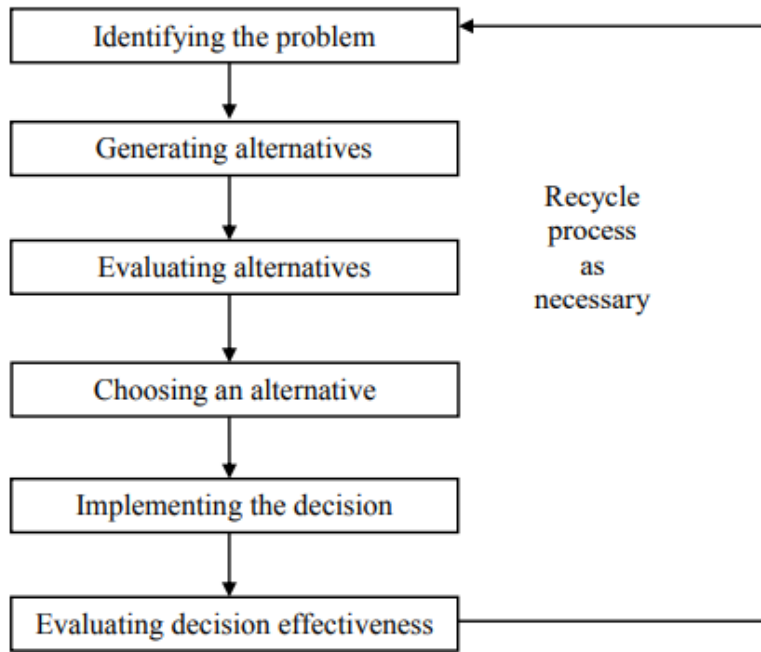 Identifying the problem
Generating alternatives
Evaluating alternatives
Choosing an alternative
Implementing the decision
Evaluating decision effectiveness
Recycle
process
as
necessary